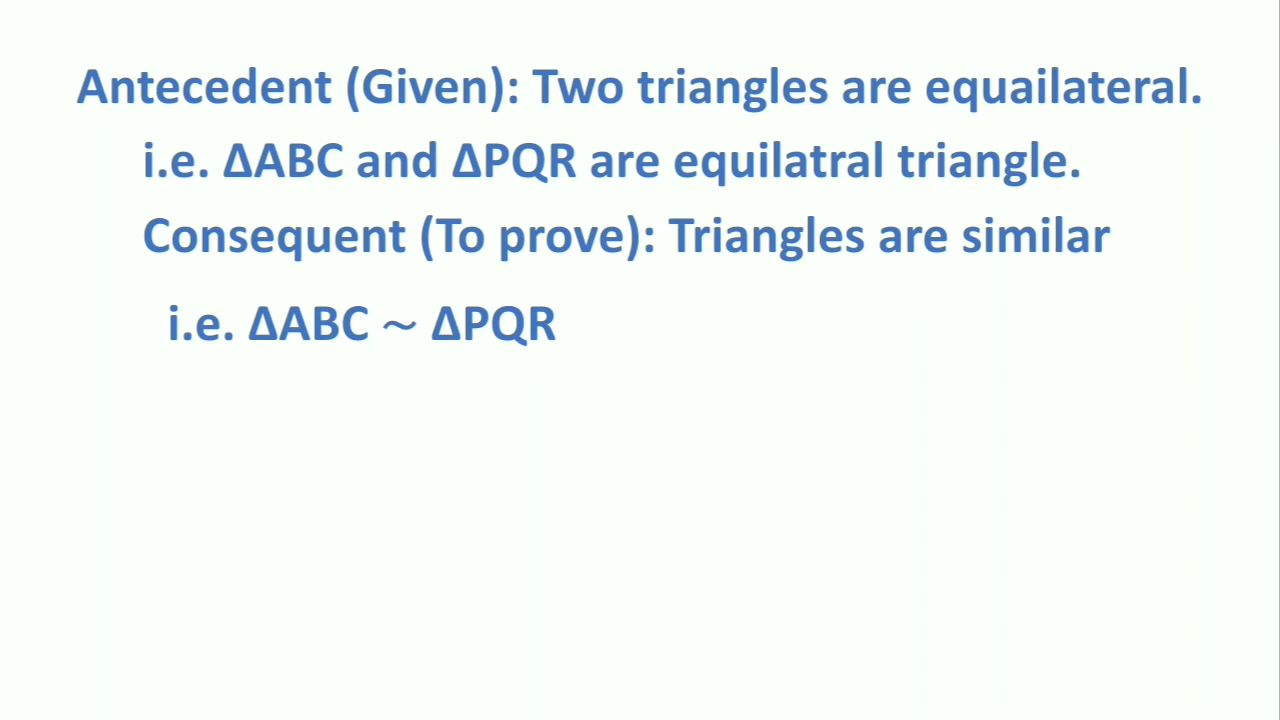 Antecedent (Given): Two triangles are equailateral.
i.e. ΔABC and ΔPQR are equilatral triangle.
Consequent (To prove): Triangles are similar
i.e. ΔABC ~ ΔPQR